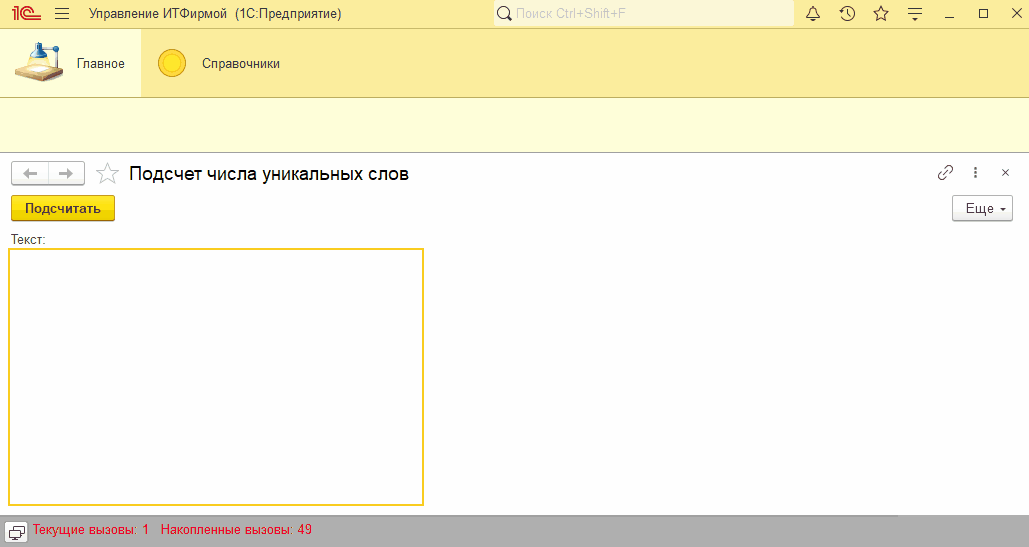 1С Управление ИТФирмой (1С:Предприятие) Поиск Ctrl+Shift+F
Главное Справочники
Подсчет числа уникальных слов
Подсчитать Еще
Текст:
Текущие вызовы: 1 Накопленные вызовы: 49